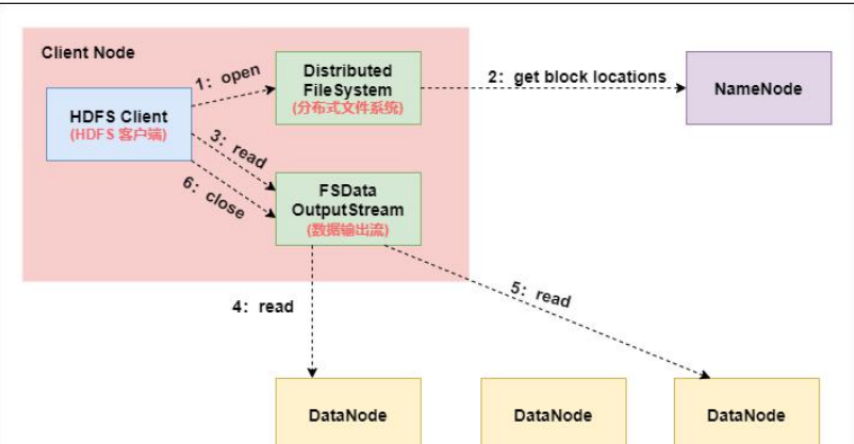 Client Node
1：open
Distributed
FileSystem
(分布式文件系统)
2：get block locations
NameNode
HDFS Client
(HDFS 客户端)
3：read
6：close
FSData
OutputStream
(数据输出流)
4：read
5：read
DataNode
DataNode
DataNode